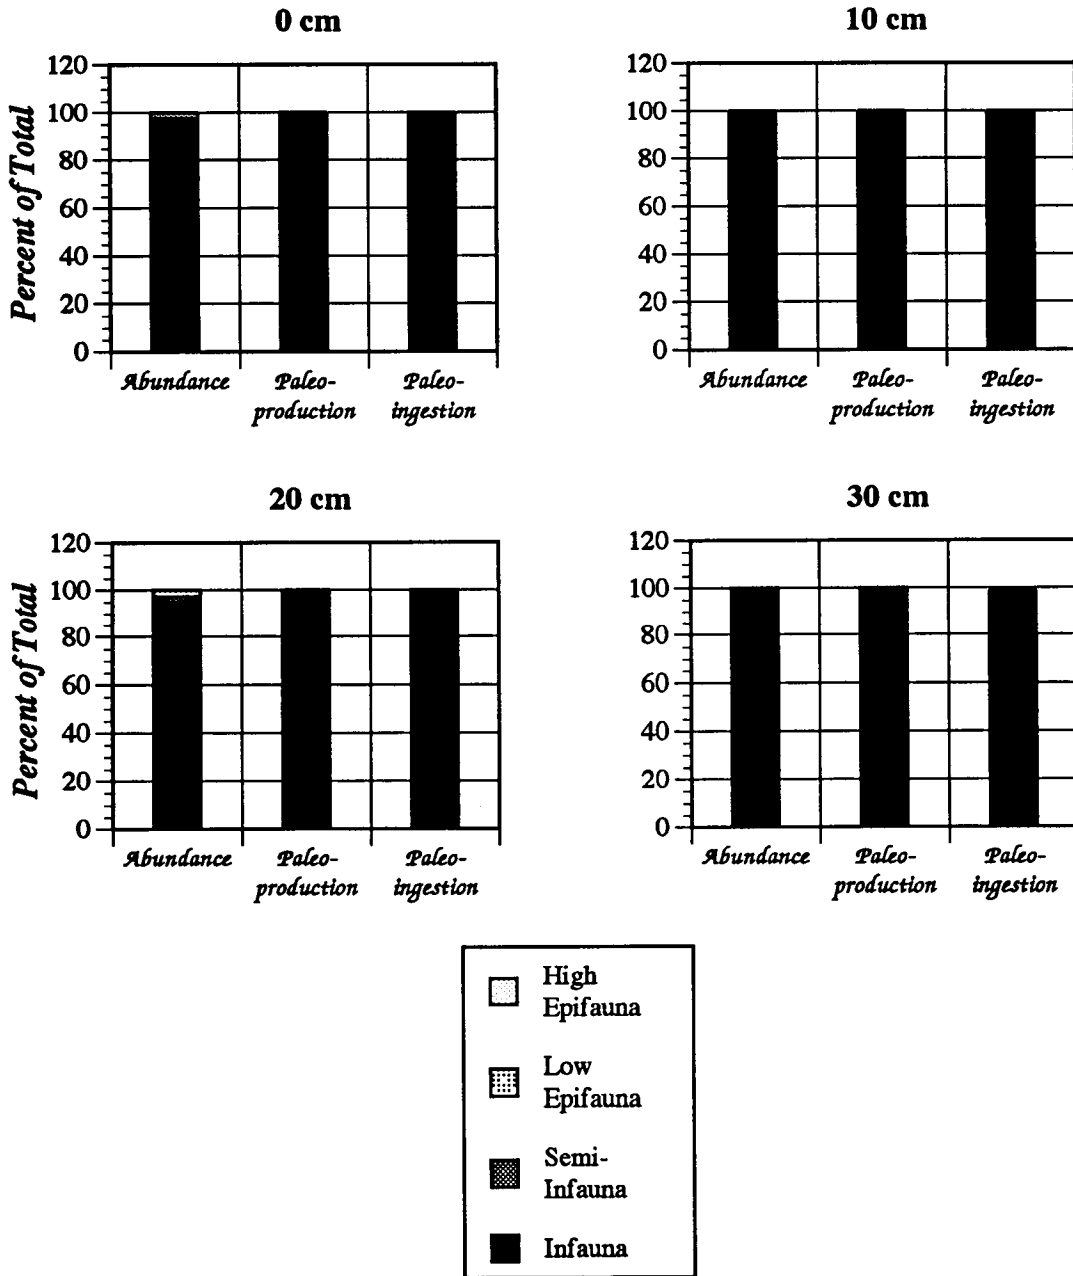 0 cm
Percent of Total
120
100
80
60
40
20
0
Abundance
Paleo-
production
Paleo-
ingestion
10 cm
120
100
80
60
40
20
0
Abundance
Paleo-
production
Paleo-
ingestion
20 cm
Percent of Total
120
100
80
60
40
20
0
Abundance
Paleo-
production
Paleo-
ingestion
30 cm
120
100
80
60
40
20
0
Abundance
Paleo-
production
Paleo-
ingestion
High
Epifauna
Low
Epifauna
Semi-
Infauna
Infauna